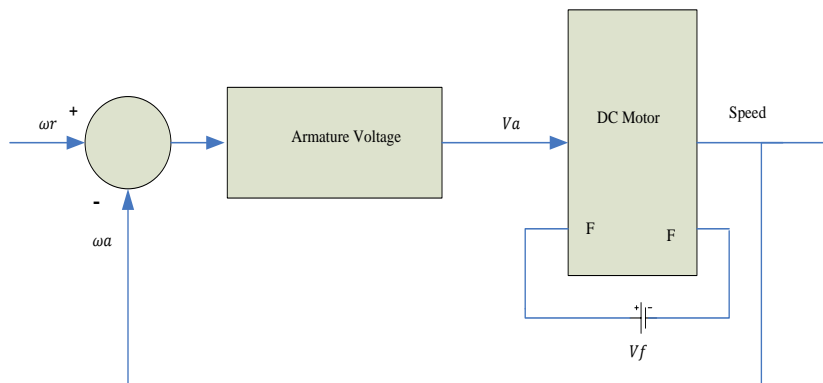 ωr
+
-
ωa
Armature Voltage
Va
DC Motor
Speed
F
F
+
-
Vf